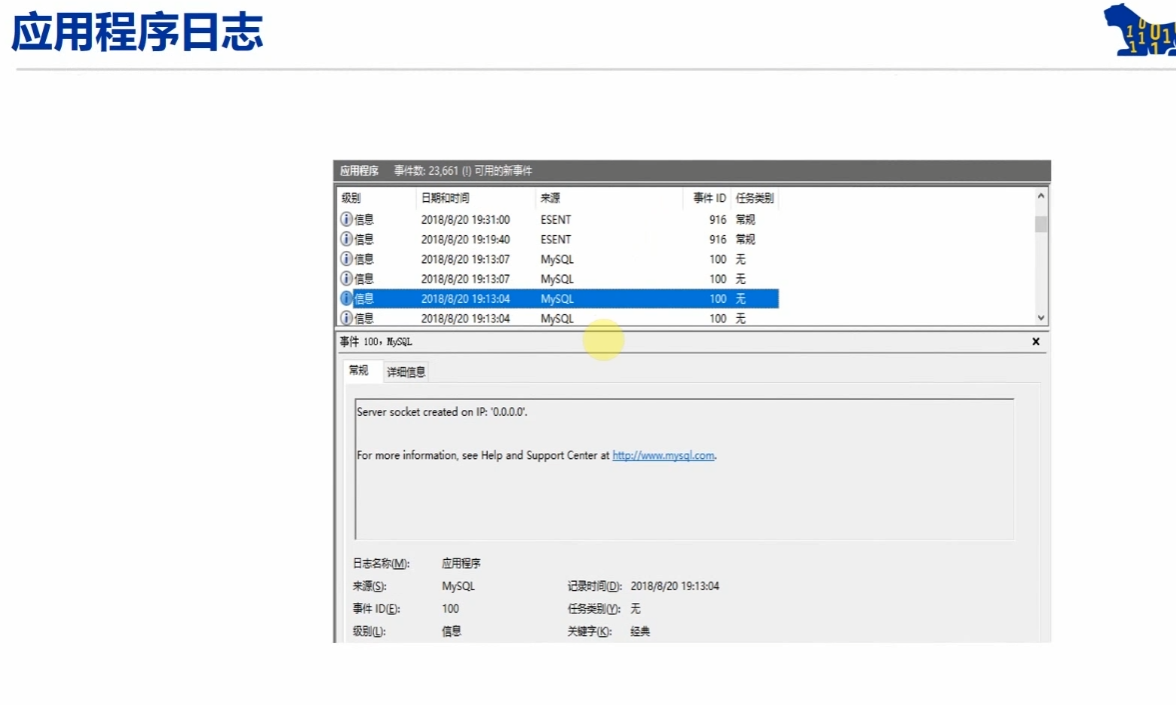 应用程序日志
应用程序 事件数: 23,661 (!) 可用的新事件
级别 日期和时间 来源 事件 ID 任务类别
信息 2018/8/20 19:31:00 ESENT 916 常规
信息 2018/8/20 19:19:40 ESENT 916 常规
信息 2018/8/20 19:13:07 MySQL 100 无
信息 2018/8/20 19:13:07 MySQL 100 无
信息 2018/8/20 19:13:04 MySQL 100 无
信息 2018/8/20 19:13:04 MySQL 100 无
事件 100，MySQL
常规 详细信息
Server socket created on IP: '0.0.0.0'.
For more information, see Help and Support Center at http://www.mysql.com.
日志名称(M): 应用程序
来源(S): MySQL 记录时间(D): 2018/8/20 19:13:04
事件 ID(E): 100 任务类别(Y): 无
级别(L): 信息 关键字(K): 经典